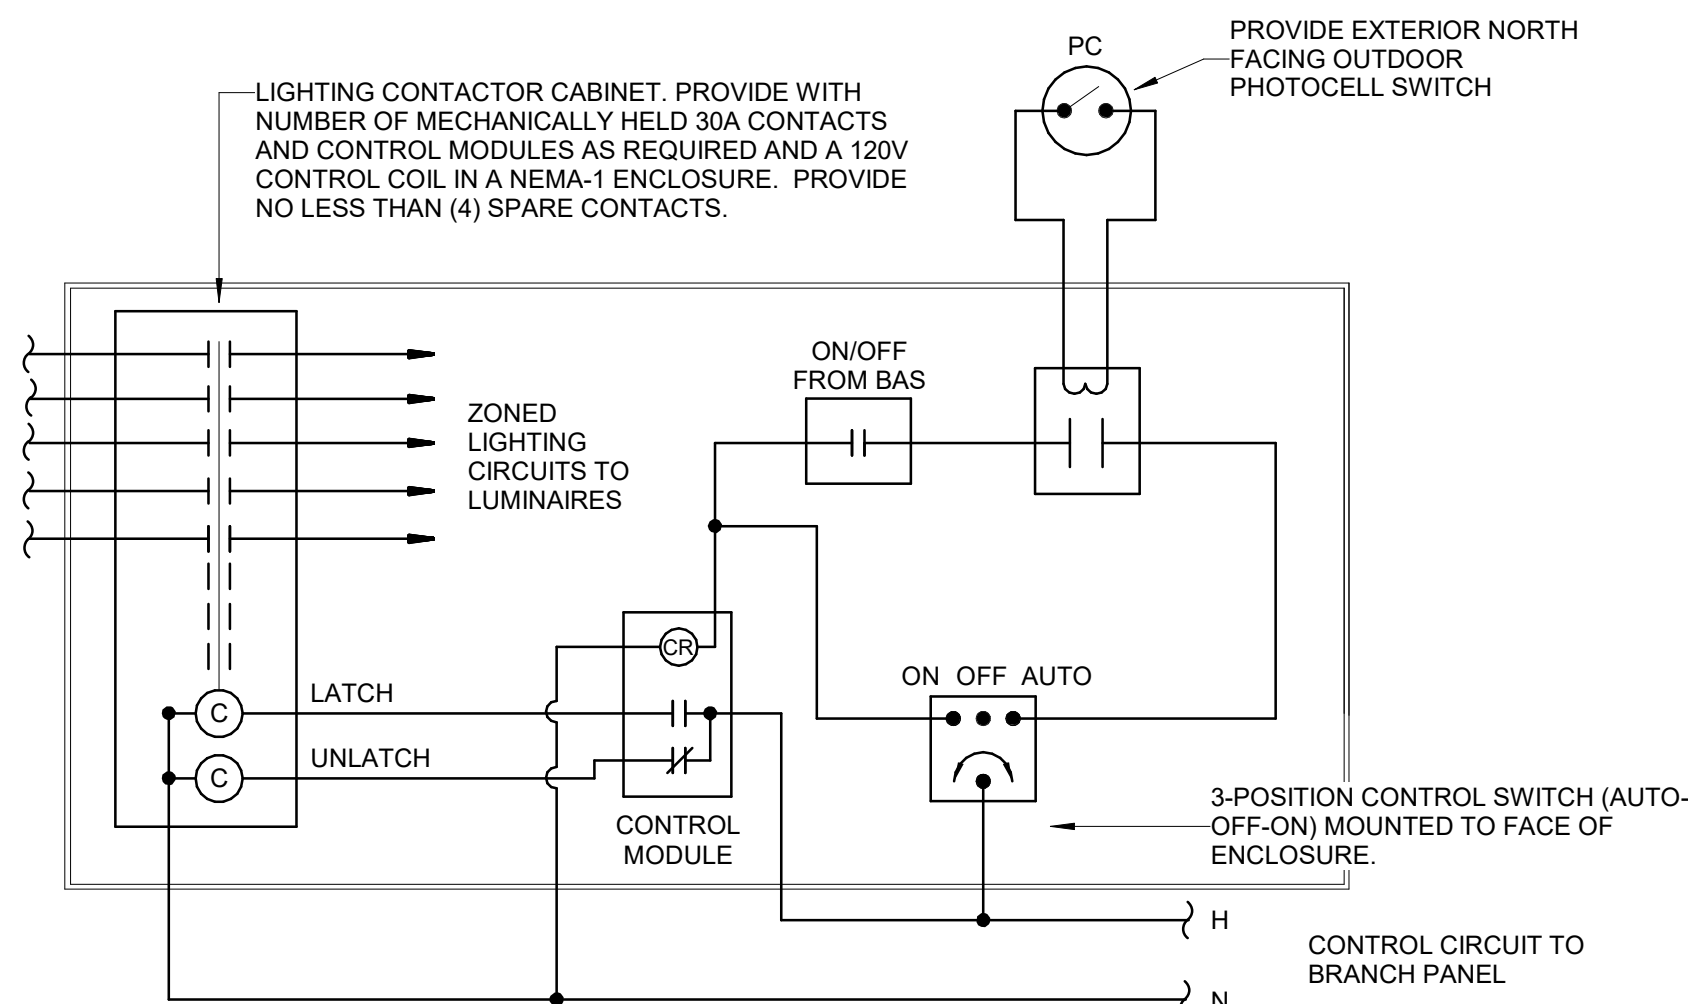 PC
PROVIDE EXTERIOR NORTH
FACING OUTDOOR
PHOTOCELL SWITCH
LIGHTING CONTACTOR CABINET. PROVIDE WITH
NUMBER OF MECHANICALLY HELD 30A CONTACTS
AND CONTROL MODULES AS REQUIRED AND A 120V
CONTROL COIL IN A NEMA-1 ENCLOSURE.  PROVIDE
NO LESS THAN (4) SPARE CONTACTS.
ON/OFF
FROM BAS
ZONED
LIGHTING
CIRCUITS TO
LUMINAIRES
CR
ON OFF AUTO
LATCH
C
UNLATCH
C
CONTROL
MODULE
3-POSITION CONTROL SWITCH (AUTO-
OFF-ON) MOUNTED TO FACE OF
ENCLOSURE.
H
CONTROL CIRCUIT TO
BRANCH PANEL
N